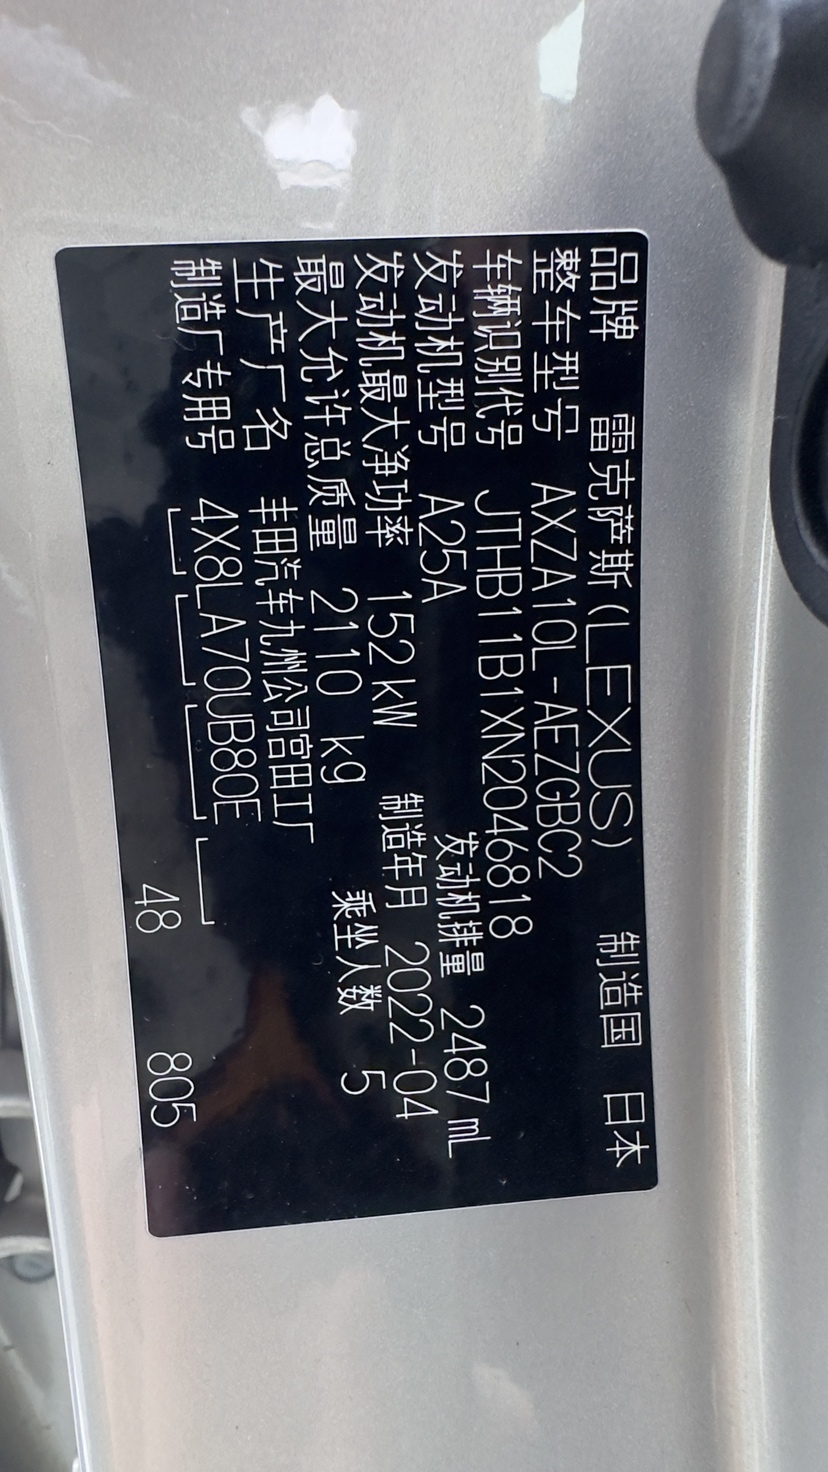 品牌 雷克萨斯(LEXUS) 制造国 日本
整车型号 AXZA10L-AEZGBC2
车辆识别代号 JTHB11B1XN2046818
发动机型号 A25A 发动机排量 2487 mL
发动机最大净功率 152kW 制造年月 2022-04
最大允许总质量 2110 kg 乘坐人数 5
生产厂名 丰田汽车九州公司宫田工厂
制造厂专用号 4X8LA70UB80E
48 805